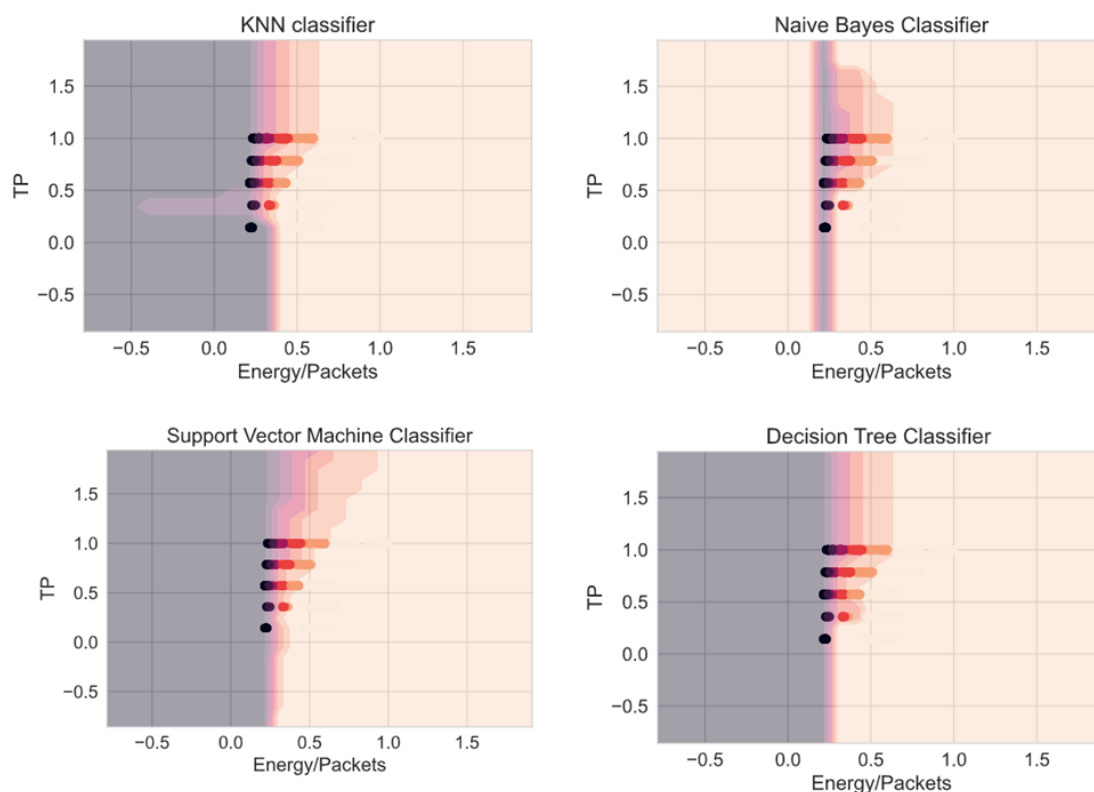 KNN classifier
1.5
1.0
0.5
0.0
−0.5
TP
−0.5 0.0 0.5 1.0 1.5
Energy/Packets
Naive Bayes Classifier
1.5
1.0
0.5
0.0
−0.5
TP
−0.5 0.0 0.5 1.0 1.5
Energy/Packets
Support Vector Machine Classifier
1.5
1.0
0.5
0.0
−0.5
TP
−0.5 0.0 0.5 1.0 1.5
Energy/Packets
Decision Tree Classifier
1.5
1.0
0.5
0.0
−0.5
TP
−0.5 0.0 0.5 1.0 1.5
Energy/Packets